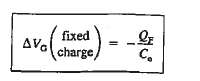 ΔV_G (fixed charge) = - Q_F / C_o